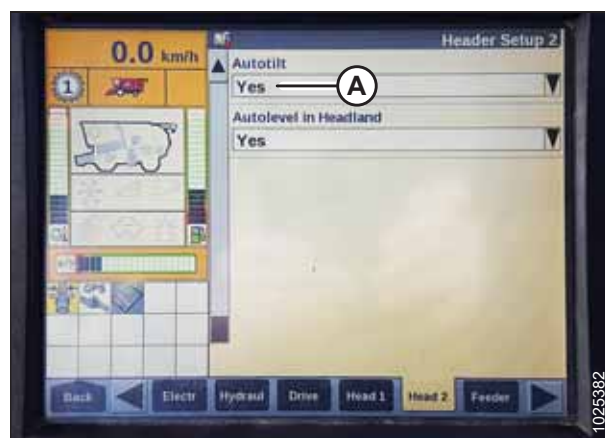 Header Setup 2
0.0 km/h
1
Autotilt
Yes
A
Autolevel in Headland
Yes
Back
Electr
Hydraul
Drive
Head 1
Head 2
Feeder
1025382